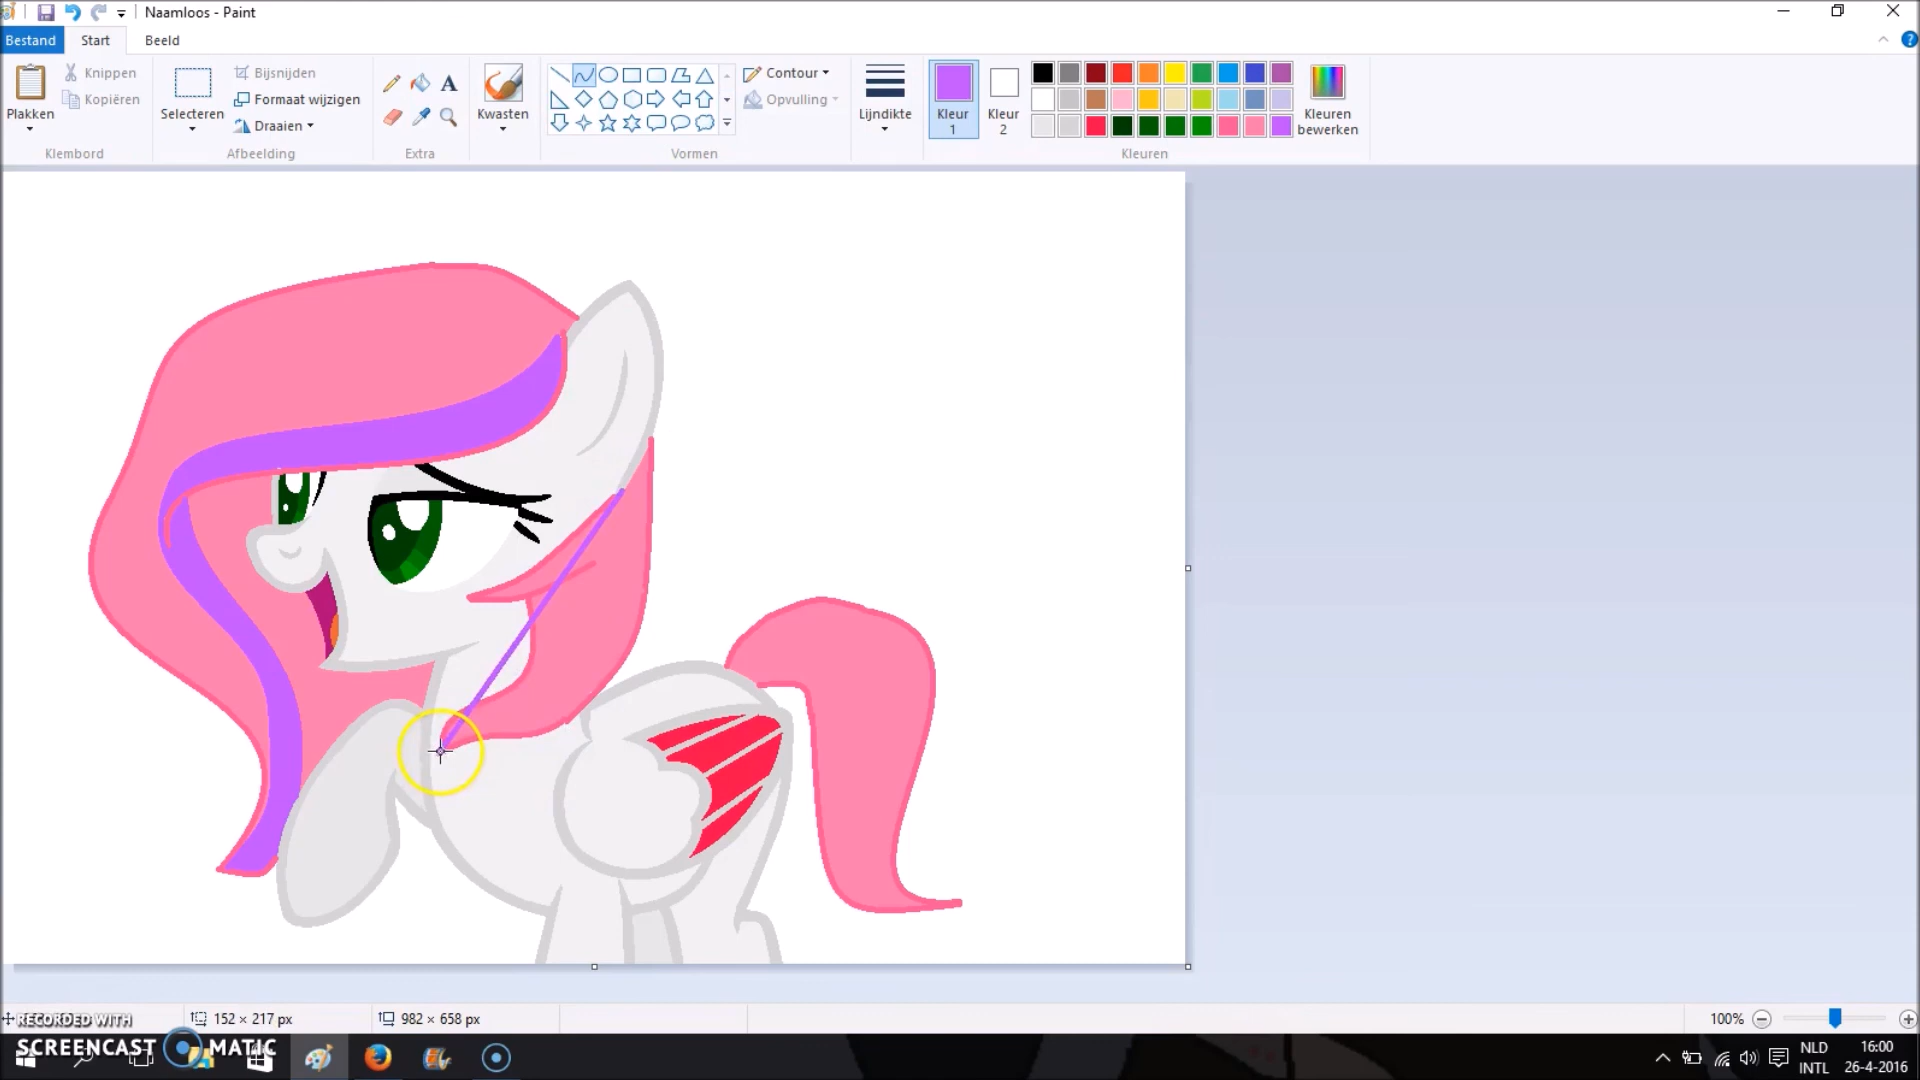 Naamloos - Paint
Bestand Start Beeld
Plakken
Knippen
Kopiëren
Klembord
Selecteren
Bijsnijden
Formaat wijzigen
Draaien
Afbeelding
A
Extra
Kwasten
Contour
Opvulling
Vormen
Lijndikte
Kleur 1
Kleur 2
Kleuren bewerken
Kleuren
RECORDED WITH
SCREENCAST MATIC
152 × 217 px
982 × 658 px
100%
NLD
INTL
16:00
26-4-2016